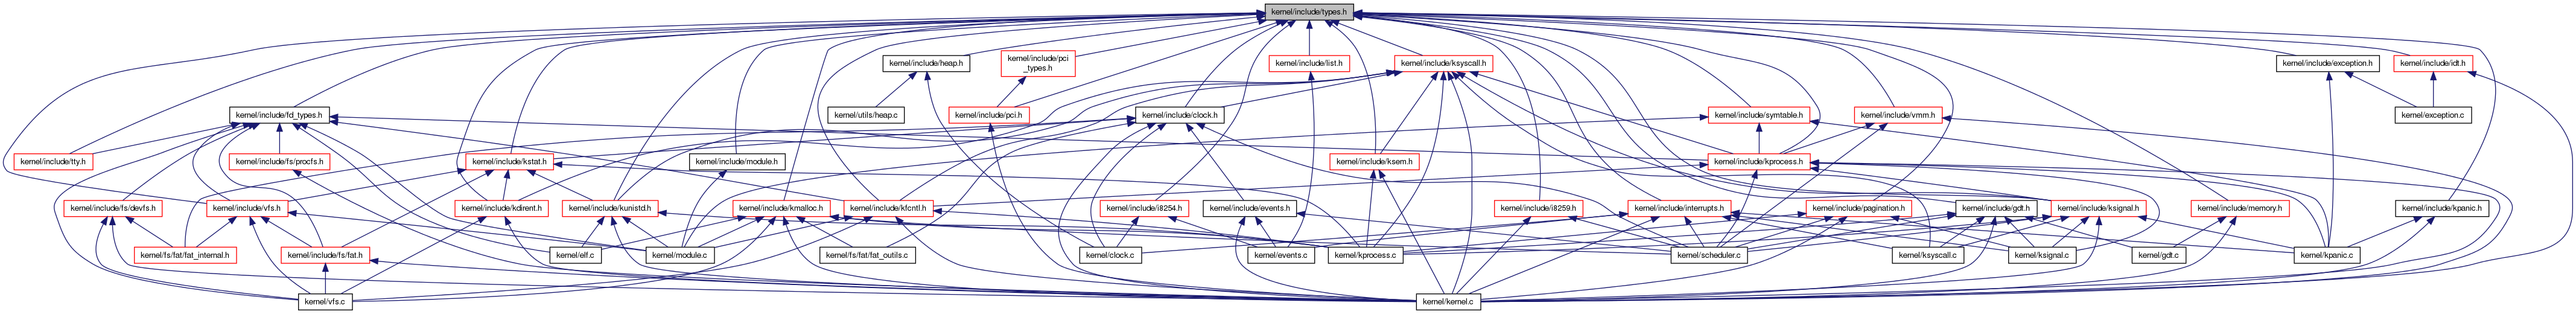 kernel/include/types.h
kernel/include/pci
_types.h
kernel/include/heap.h
kernel/include/list.h
kernel/include/ksyscall.h
kernel/include/exception.h
kernel/include/idt.h
kernel/include/fd_types.h
kernel/utils/heap.c
kernel/include/pci.h
kernel/include/clock.h
kernel/include/symtable.h
kernel/include/vmm.h
kernel/exception.c
kernel/include/tty.h
kernel/include/fs/procfs.h
kernel/include/kstat.h
kernel/include/module.h
kernel/include/ksem.h
kernel/include/kprocess.h
kernel/include/fs/devfs.h
kernel/include/vfs.h
kernel/include/kdirent.h
kernel/include/kunistd.h
kernel/include/kmalloc.h
kernel/include/kfcntl.h
kernel/include/i8254.h
kernel/include/events.h
kernel/include/i8259.h
kernel/include/interrupts.h
kernel/include/pagination.h
kernel/include/gdt.h
kernel/include/ksignal.h
kernel/include/memory.h
kernel/include/kpanic.h
kernel/fs/fat/fat_internal.h
kernel/include/fs/fat.h
kernel/elf.c
kernel/module.c
kernel/fs/fat/fat_outils.c
kernel/clock.c
kernel/events.c
kernel/kprocess.c
kernel/scheduler.c
kernel/ksyscall.c
kernel/ksignal.c
kernel/gdt.c
kernel/kpanic.c
kernel/vfs.c
kernel/kernel.c